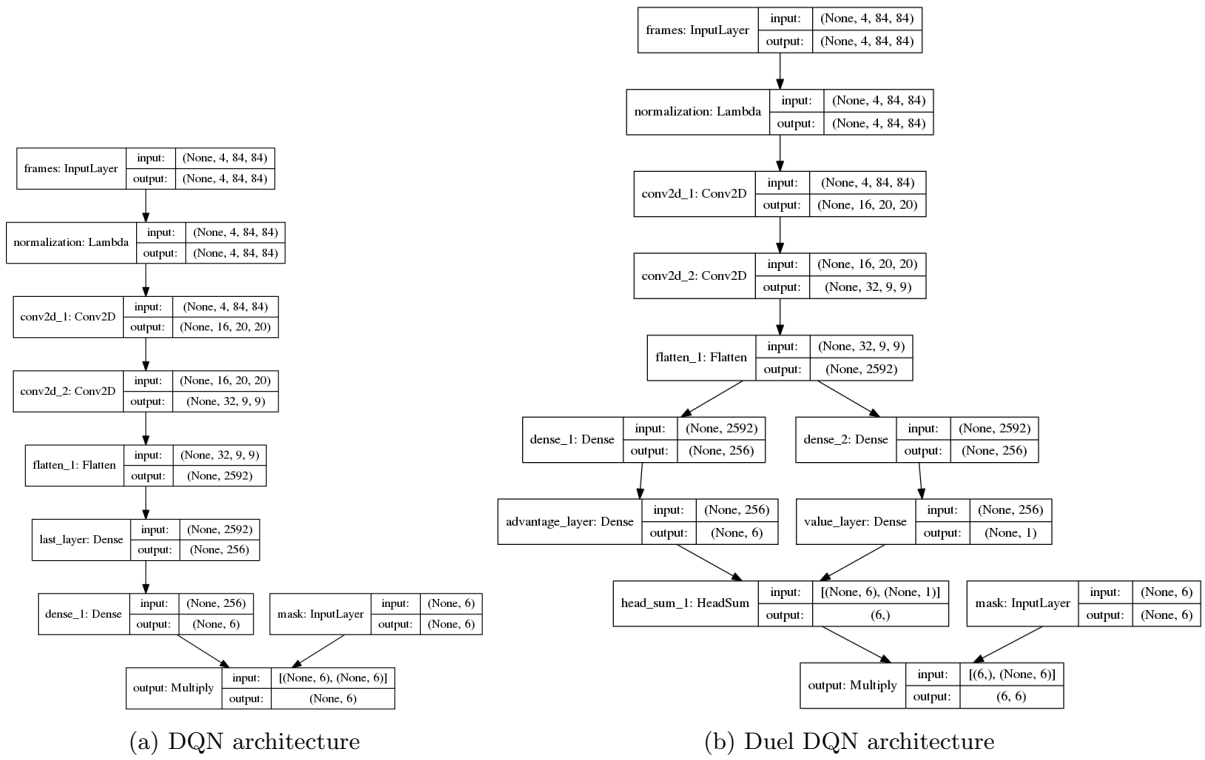 frames: InputLayer
input: (None, 4, 84, 84)
output: (None, 4, 84, 84)
normalization: Lambda
input: (None, 4, 84, 84)
output: (None, 4, 84, 84)
conv2d_1: Conv2D
input: (None, 4, 84, 84)
output: (None, 16, 20, 20)
conv2d_2: Conv2D
input: (None, 16, 20, 20)
output: (None, 32, 9, 9)
flatten_1: Flatten
input: (None, 32, 9, 9)
output: (None, 2592)
last_layer: Dense
input: (None, 2592)
output: (None, 256)
dense_1: Dense
input: (None, 256)
output: (None, 6)
mask: InputLayer
input: (None, 6)
output: (None, 6)
output: Multiply
input: [(None, 6), (None, 6)]
output: (None, 6)
(a) DQN architecture
frames: InputLayer
input: (None, 4, 84, 84)
output: (None, 4, 84, 84)
normalization: Lambda
input: (None, 4, 84, 84)
output: (None, 4, 84, 84)
conv2d_1: Conv2D
input: (None, 4, 84, 84)
output: (None, 16, 20, 20)
conv2d_2: Conv2D
input: (None, 16, 20, 20)
output: (None, 32, 9, 9)
flatten_1: Flatten
input: (None, 32, 9, 9)
output: (None, 2592)
dense_1: Dense
input: (None, 2592)
output: (None, 256)
dense_2: Dense
input: (None, 2592)
output: (None, 256)
advantage_layer: Dense
input: (None, 256)
output: (None, 6)
value_layer: Dense
input: (None, 256)
output: (None, 1)
head_sum_1: HeadSum
input: [(None, 6), (None, 1)]
output: (6,)
mask: InputLayer
input: (None, 6)
output: (None, 6)
output: Multiply
input: [(6,), (None, 6)]
output: (6, 6)
(b) Duel DQN architecture